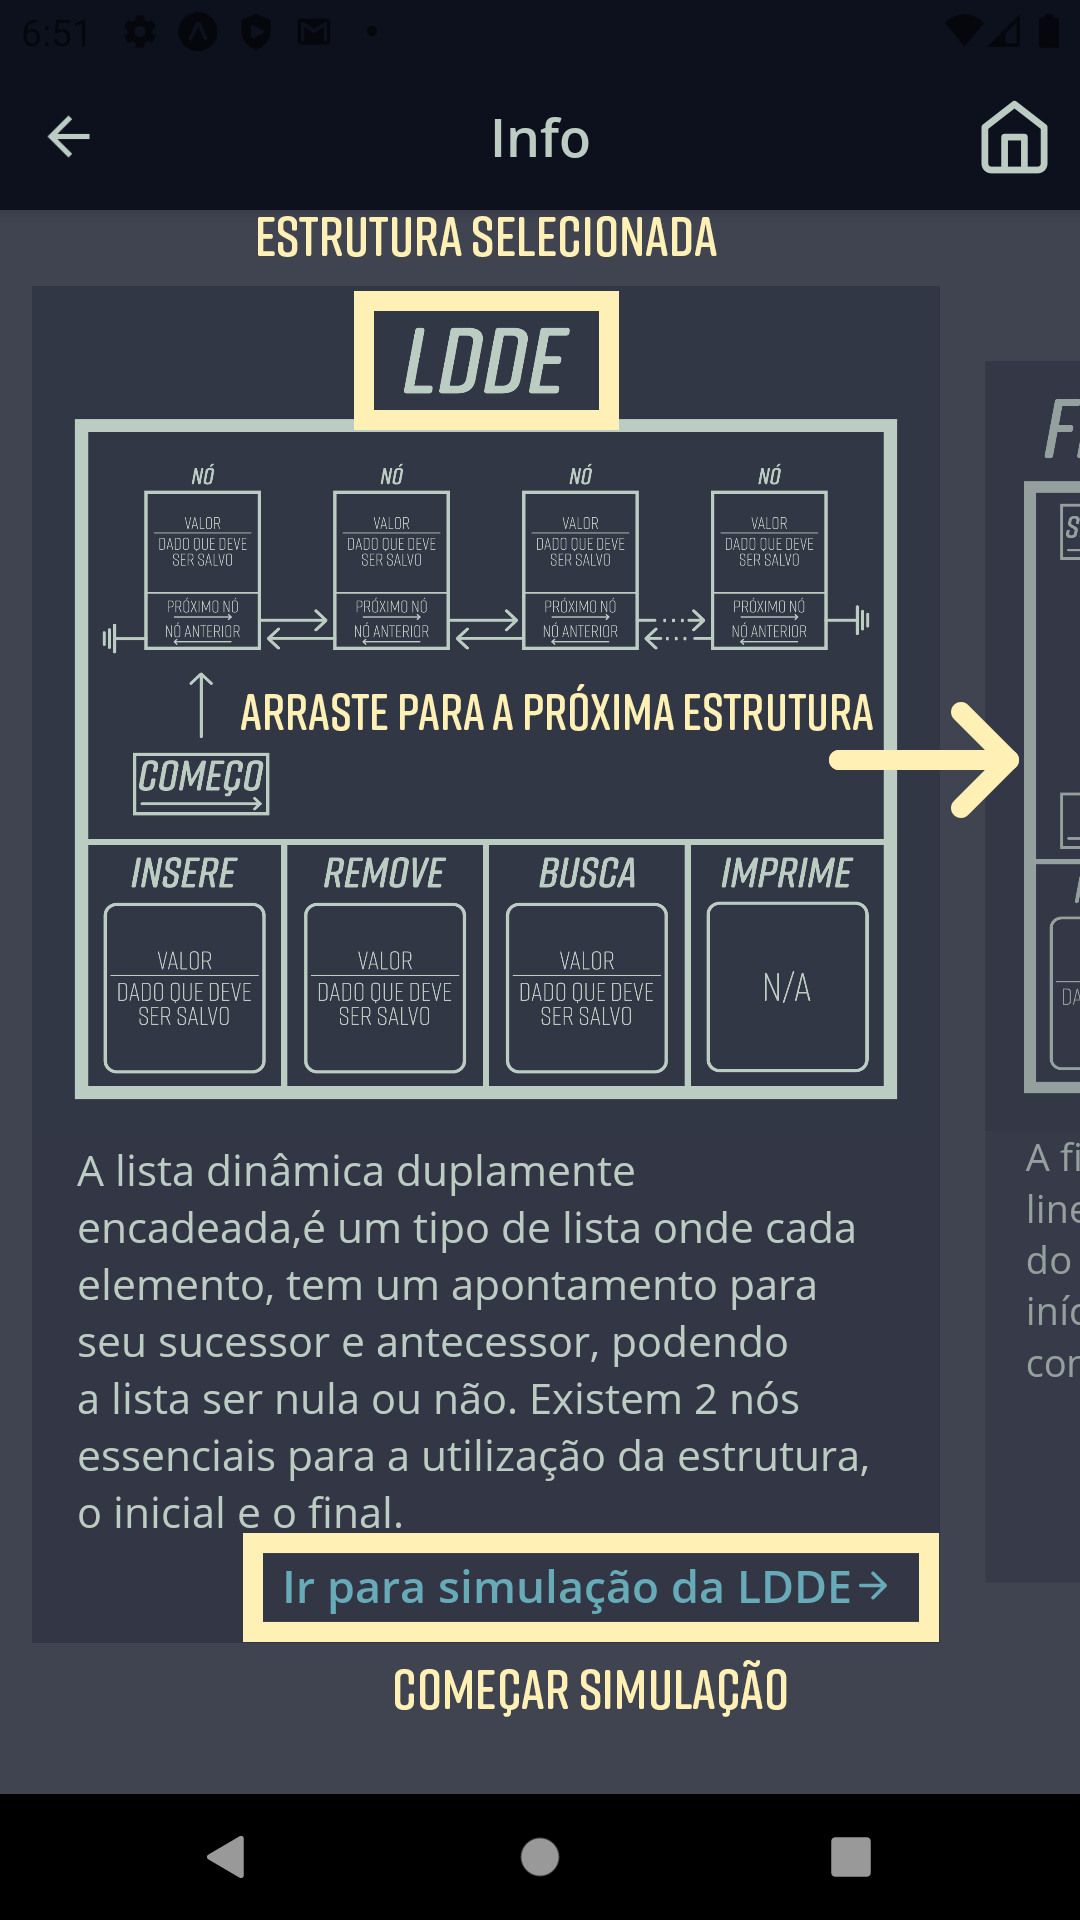 6:51
Info
ESTRUTURA SELECIONADA
LDDE
NÓ NÓ NÓ NÓ
VALOR VALOR VALOR VALOR
DADO QUE DEVE DADO QUE DEVE DADO QUE DEVE DADO QUE DEVE
SER SALVO SER SALVO SER SALVO SER SALVO
PRÓXIMO NÓ PRÓXIMO NÓ PRÓXIMO NÓ PRÓXIMO NÓ
NÓ ANTERIOR NÓ ANTERIOR NÓ ANTERIOR NÓ ANTERIOR
ARRASTE PARA A PRÓXIMA ESTRUTURA
COMEÇO
INSERE REMOVE BUSCA IMPRIME
VALOR VALOR VALOR
DADO QUE DEVE DADO QUE DEVE DADO QUE DEVE N/A
SER SALVO SER SALVO SER SALVO
A lista dinâmica duplamente
encadeada,é um tipo de lista onde cada
elemento, tem um apontamento para
seu sucessor e antecessor, podendo
a lista ser nula ou não. Existem 2 nós
essenciais para a utilização da estrutura,
o inicial e o final.
Ir para simulação da LDDE
COMEÇAR SIMULAÇÃO
A fi
line
do
iníc
con